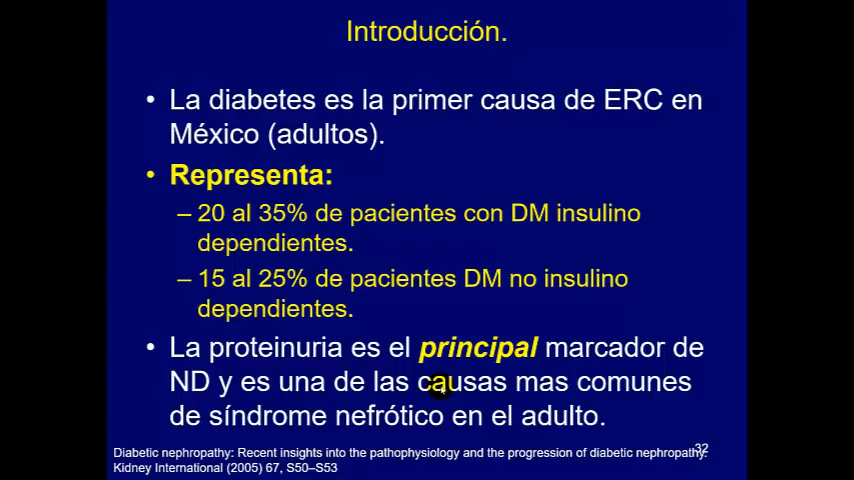 Introducción.
• La diabetes es la primer causa de ERC en
México (adultos).
• Representa:
– 20 al 35% de pacientes con DM insulino
dependientes.
– 15 al 25% de pacientes DM no insulino
dependientes.
• La proteinuria es el principal marcador de
ND y es una de las causas mas comunes
de síndrome nefrótico en el adulto.
32
Diabetic nephropathy: Recent insights into the pathophysiology and the progression of diabetic nephropathy.
Kidney International (2005) 67, S50–S53